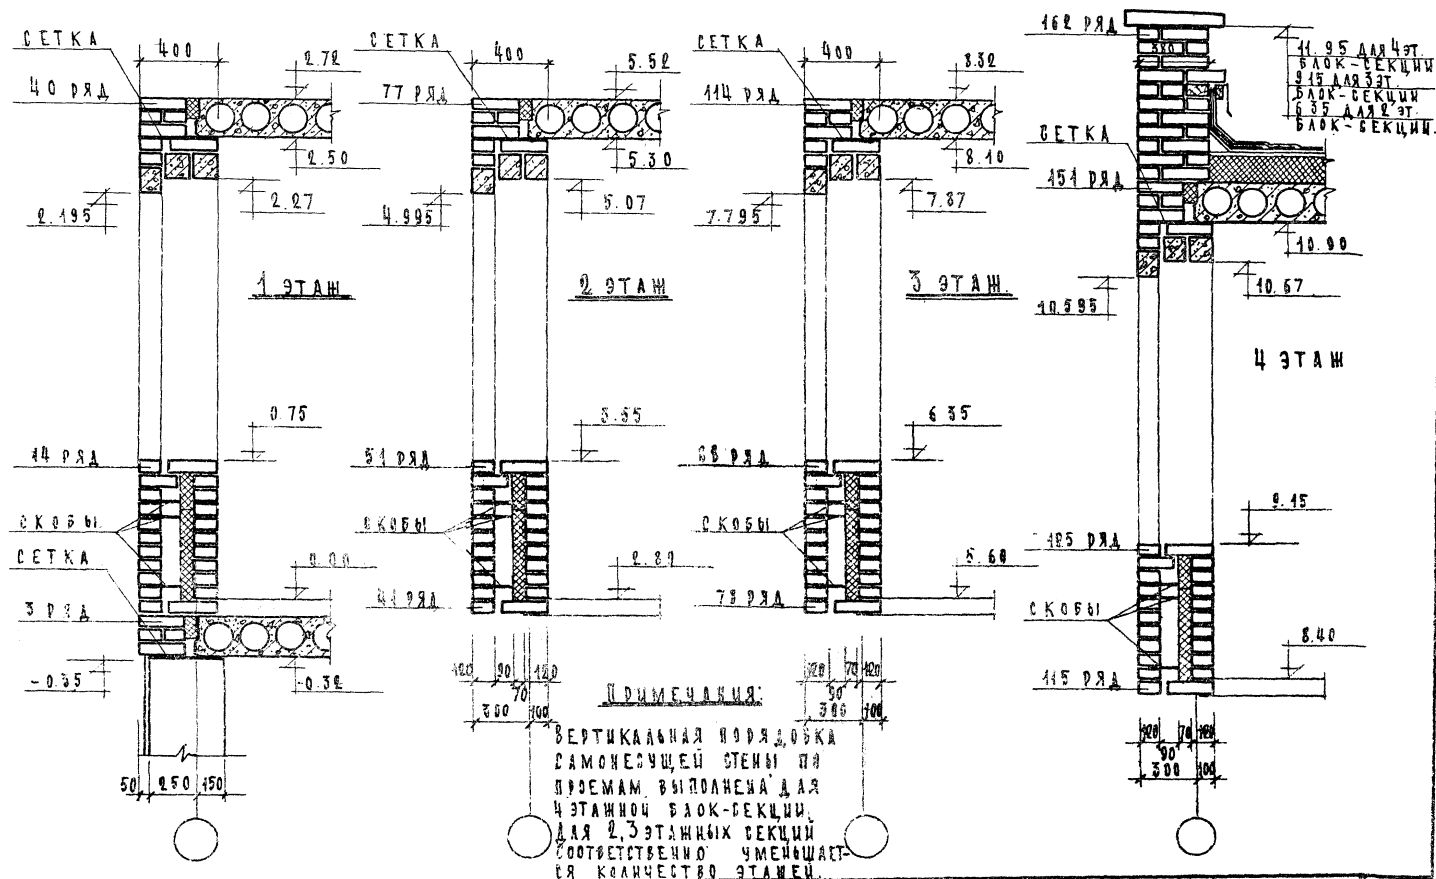 СЕТКА
400
2.72
40 РЯД
2.50
2.27
2.195
1 ЭТАЖ
0.75
14 РЯД
СКОБЫ
СЕТКА
0.00
3 РЯД
-0.35
-0.32
50 250 150
СЕТКА
400
5.52
77 РЯД
5.30
5.07
4.995
2 ЭТАЖ
3.55
51 РЯД
СКОБЫ
2.80
41 РЯД
120 90 120
70
300 100
СЕТКА
400
8.32
114 РЯД
8.10
7.87
7.795
3 ЭТАЖ.
6.35
РЯД
СКОБЫ
5.60
78 РЯД
120 70 120
90
300 100
162 РЯД
380
11.95 ДЛЯ 4 ЭТ.
БЛОК-СЕКЦИИ
9.15 ДЛЯ 3 ЭТ.
БЛОК-СЕКЦИИ
6.35 ДЛЯ 2 ЭТ.
БЛОК-СЕКЦИИ.
СЕТКА
151 РЯД
10.90
10.67
10.595
4 ЭТАЖ
9.15
125 РЯД
СКОБЫ
8.40
115 РЯД
120 70 120
90
300 100
ПРИМЕЧАНИЯ:
ВЕРТИКАЛЬНАЯ ПОРЯДОВКА
САМОНЕСУЩЕЙ СТЕНЫ ПО
ПРОЕМАМ ВЫПОЛНЕНА ДЛЯ
4 ЭТАЖНОЙ БЛОК-СЕКЦИИ.
ДЛЯ 2,3 ЭТАЖНЫХ СЕКЦИЙ
СООТВЕТСТВЕННО УМЕНЬШАЕТ-
СЯ КОЛИЧЕСТВО ЭТАЖЕЙ.